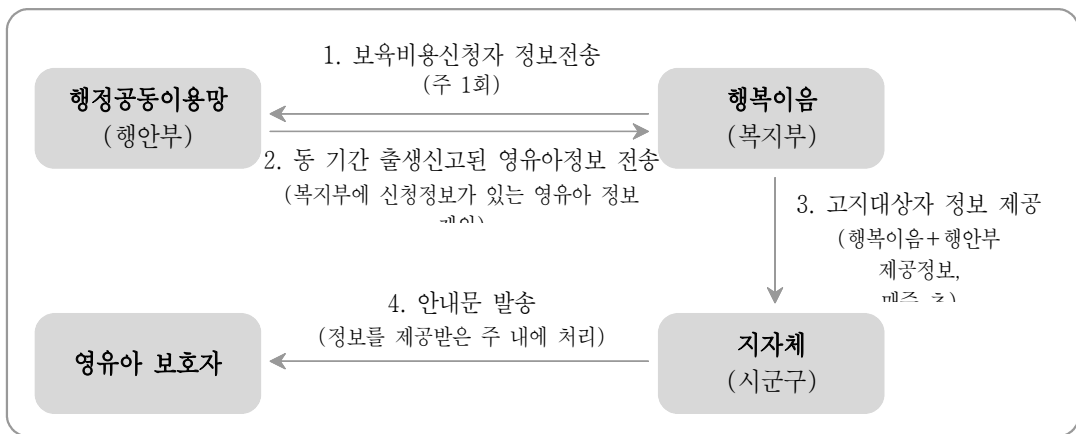 1. 보육비용신청자 정보전송
(주 1회)
행정공동이용망
(행안부)
행복이음
(복지부)
2. 동 기간 출생신고된 영유아정보 전송
(복지부에 신청정보가 있는 영유아 정보
3. 고지대상자 정보 제공
(행복이음+행안부
제공정보,
4. 안내문 발송
(정보를 제공받은 주 내에 처리)
영유아 보호자
지자체
(시군구)